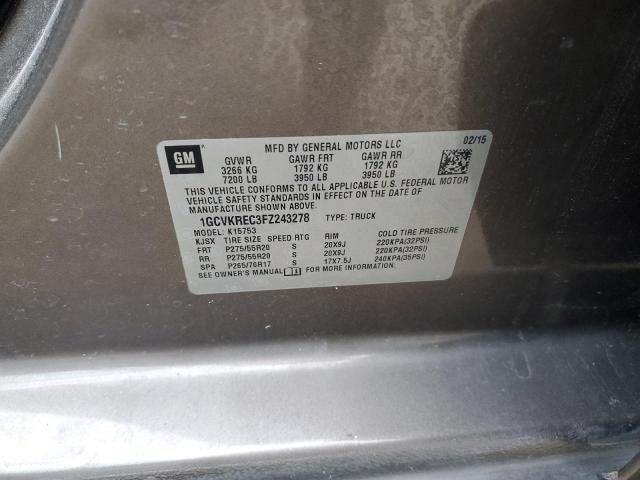 GM
MFD BY GENERAL MOTORS LLC 02/15
GVWR GAWR FRT GAWR RR
3266 KG 1792 KG 1792 KG
7200 LB 3950 LB 3950 LB
THIS VEHICLE CONFORMS TO ALL APPLICABLE U.S. FEDERAL MOTOR
VEHICLE SAFETY STANDARDS IN EFFECT ON THE DATE OF
MANUFACTURE SHOWN ABOVE.
1GCVKREC3FZ243278 TYPE: TRUCK
MODEL: K15753
KJSX TIRE SIZE SPEED RTG RIM COLD TIRE PRESSURE
FRT P275/55R20 S 20X9J 220KPA(32PSI)
RR P275/55R20 S 20X9J 220KPA(32PSI)
SPA P265/70R17 S 17X7.5J 240KPA(35PSI)
SEE OWNER'S MANUAL FOR MORE INFORMATION